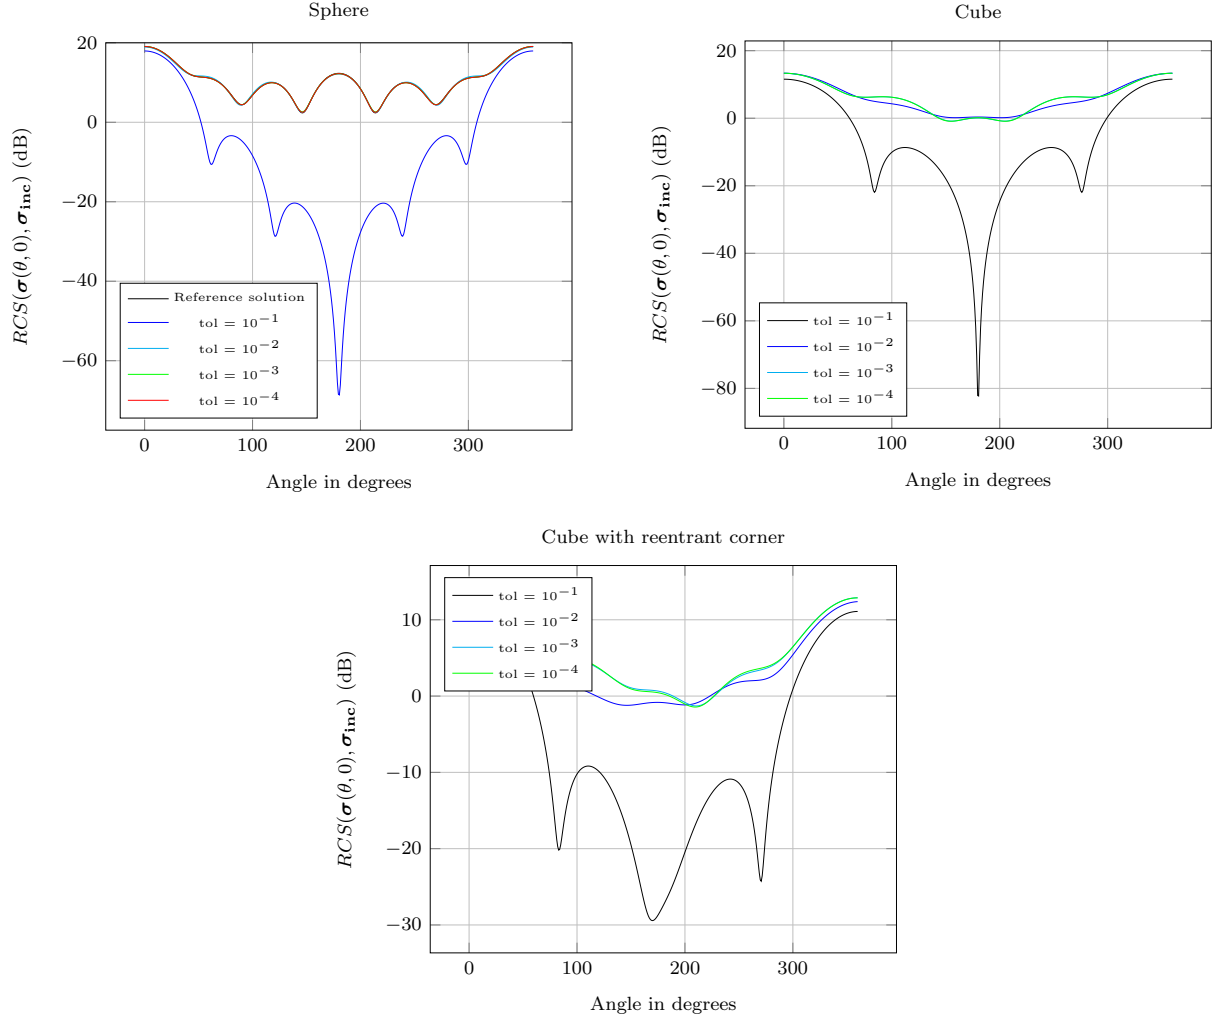 Sphere
20
0
−20
−40
−60
RCS(σ(θ, 0), σinc) (dB)
Reference solution
tol = 10−1
tol = 10−2
tol = 10−3
tol = 10−4
0 100 200 300
Angle in degrees
Cube
20
0
−20
−40
−60
−80
RCS(σ(θ, 0), σinc) (dB)
tol = 10−1
tol = 10−2
tol = 10−3
tol = 10−4
0 100 200 300
Angle in degrees
Cube with reentrant corner
10
0
−10
−20
−30
RCS(σ(θ, 0), σinc) (dB)
tol = 10−1
tol = 10−2
tol = 10−3
tol = 10−4
0 100 200 300
Angle in degrees